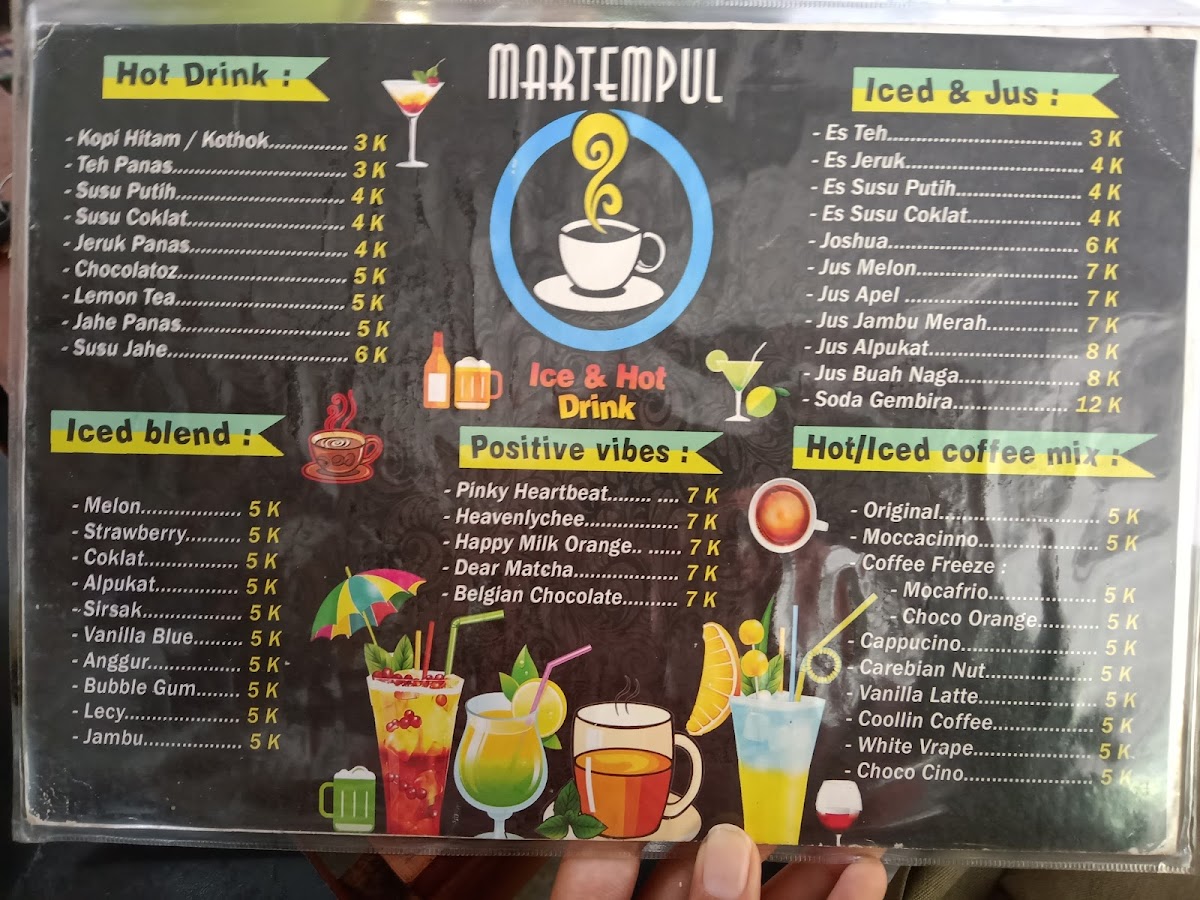 MARTEMPUL
Ice & Hot
Drink
Hot Drink :
- Kopi Hitam / Kothok.............. 3 K
- Teh Panas................................ 3 K
- Susu Putih............................... 4 K
- Susu Coklat............................. 4 K
- Jeruk Panas............................. 4 K
- Chocolatoz............................... 5 K
- Lemon Tea................................ 5 K
- Jahe Panas............................... 5 K
- Susu Jahe................................. 6 K
Iced & Jus :
- Es Teh..................................... 3 K
- Es Jeruk.................................. 4 K
- Es Susu Putih........................ 4 K
- Es Susu Coklat...................... 4 K
- Joshua.................................... 6 K
- Jus Melon............................... 7 K
- Jus Apel ................................. 7 K
- Jus Jambu Merah.................. 7 K
- Jus Alpukat............................ 8 K
- Jus Buah Naga....................... 8 K
- Soda Gembira...................... 12 K
Iced blend :
- Melon................... 5 K
- Strawberry.......... 5 K
- Coklat................... 5 K
- Alpukat................ 5 K
- Sirsak................... 5 K
- Vanilla Blue......... 5 K
- Anggur.................. 5 K
- Bubble Gum........ 5 K
- Lecy...................... 5 K
- Jambu................... 5 K
Positive vibes :
- Pinky Heartbeat........ .... 7 K
- Heavenlychee.................. 7 K
- Happy Milk Orange.. ...... 7 K
- Dear Matcha.................... 7 K
- Belgian Chocolate.......... 7 K
Hot/Iced coffee mix :
- Original.............................. 5 K
- Moccacinno....................... 5 K
- Coffee Freeze :
- Mocafrio..................... 5 K
- Choco Orange............ 5 K
- Cappucino.......................... 5 K
- Carebian Nut..................... 5 K
- Vanilla Latte....................... 5 K
- Coollin Coffee................... 5 K
- White Vrape....................... 5 K
- Choco Cino......................... 5 K